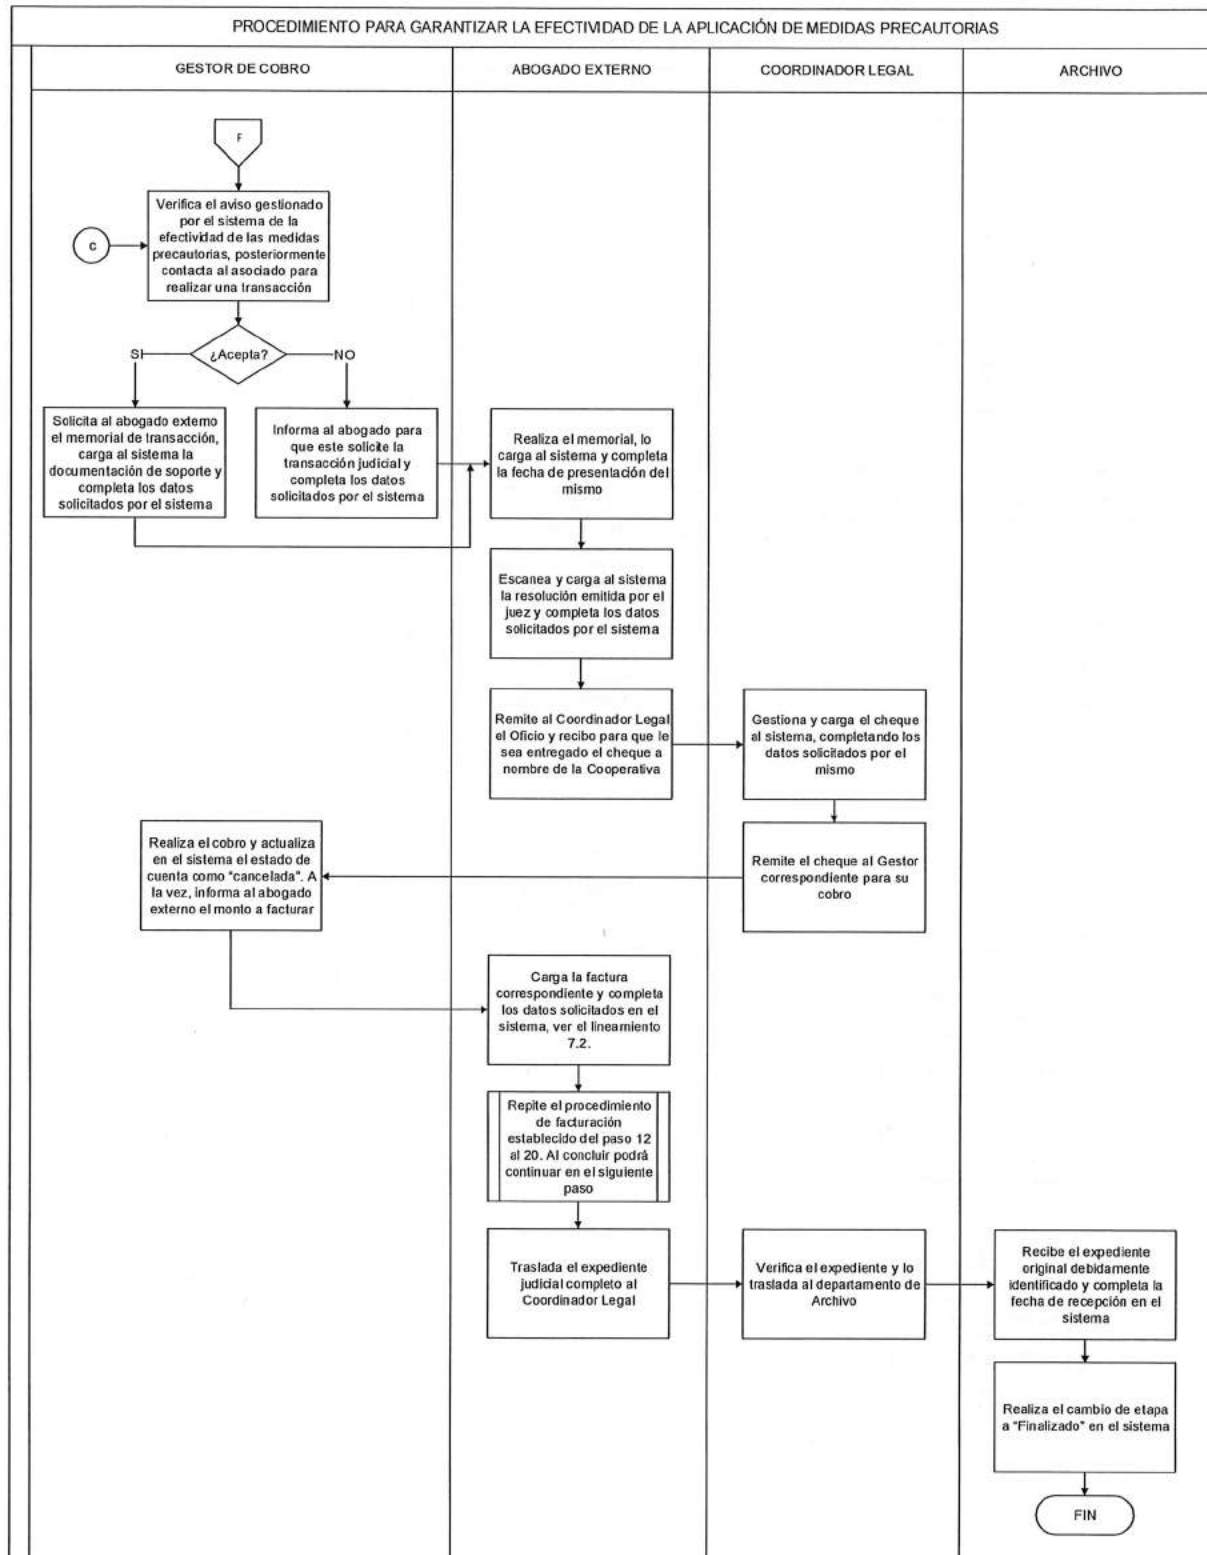 PROCEDIMIENTO PARA GARANTIZAR LA EFECTIVIDAD DE LA APLICACIÓN DE MEDIDAS PRECAUTORIAS
GESTOR DE COBRO
ABOGADO EXTERNO
COORDINADOR LEGAL
ARCHIVO
F
C
Verifica el aviso gestionado
por el sistema de la
efectividad de las medidas
precautorias, posteriormente
contacta al asociado para
realizar una transacción
¿Acepta?
SI
NO
Solicita al abogado externo
el memorial de transacción,
carga al sistema la
documentación de soporte y
completa los datos
solicitados por el sistema
Informa al abogado para
que este solicite la
transacción judicial y
completa los datos
solicitados por el sistema
Realiza el memorial, lo
carga al sistema y completa
la fecha de presentación del
mismo
Escanea y carga al sistema
la resolución emitida por el
juez y completa los datos
solicitados por el sistema
Remite al Coordinador Legal
el Oficio y recibo para que le
sea entregado el cheque a
nombre de la Cooperativa
Gestiona y carga el cheque
al sistema, completando los
datos solicitados por el
mismo
Remite el cheque al Gestor
correspondiente para su
cobro
Realiza el cobro y actualiza
en el sistema el estado de
cuenta como "cancelada". A
la vez, informa al abogado
externo el monto a facturar
Carga la factura
correspondiente y completa
los datos solicitados en el
sistema, ver el lineamiento
7.2.
Repite el procedimiento
de facturación
establecido del paso 12
al 20. Al concluir podrá
continuar en el siguiente
paso
Traslada el expediente
judicial completo al
Coordinador Legal
Verifica el expediente y lo
traslada al departamento de
Archivo
Recibe el expediente
original debidamente
identificado y completa la
fecha de recepción en el
sistema
Realiza el cambio de etapa
a "Finalizado" en el sistema
FIN